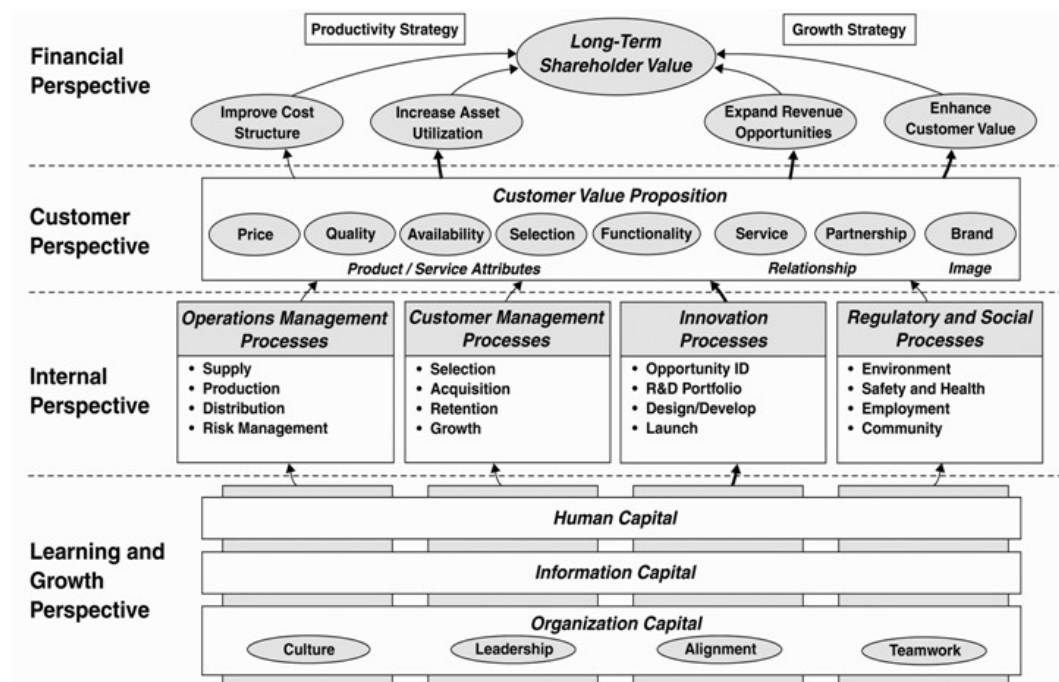 Financial
Perspective
Productivity Strategy
Growth Strategy
Long-Term
Shareholder Value
Improve Cost
Structure
Increase Asset
Utilization
Expand Revenue
Opportunities
Enhance
Customer Value
Customer
Perspective
Customer Value Proposition
Price
Quality
Availability
Selection
Functionality
Service
Partnership
Brand
Product / Service Attributes
Relationship
Image
Internal
Perspective
Operations Management
Processes
• Supply
• Production
• Distribution
• Risk Management
Customer Management
Processes
• Selection
• Acquisition
• Retention
• Growth
Innovation
Processes
• Opportunity ID
• R&D Portfolio
• Design/Develop
• Launch
Regulatory and Social
Processes
• Environment
• Safety and Health
• Employment
• Community
Learning and
Growth
Perspective
Human Capital
Information Capital
Organization Capital
Culture
Leadership
Alignment
Teamwork